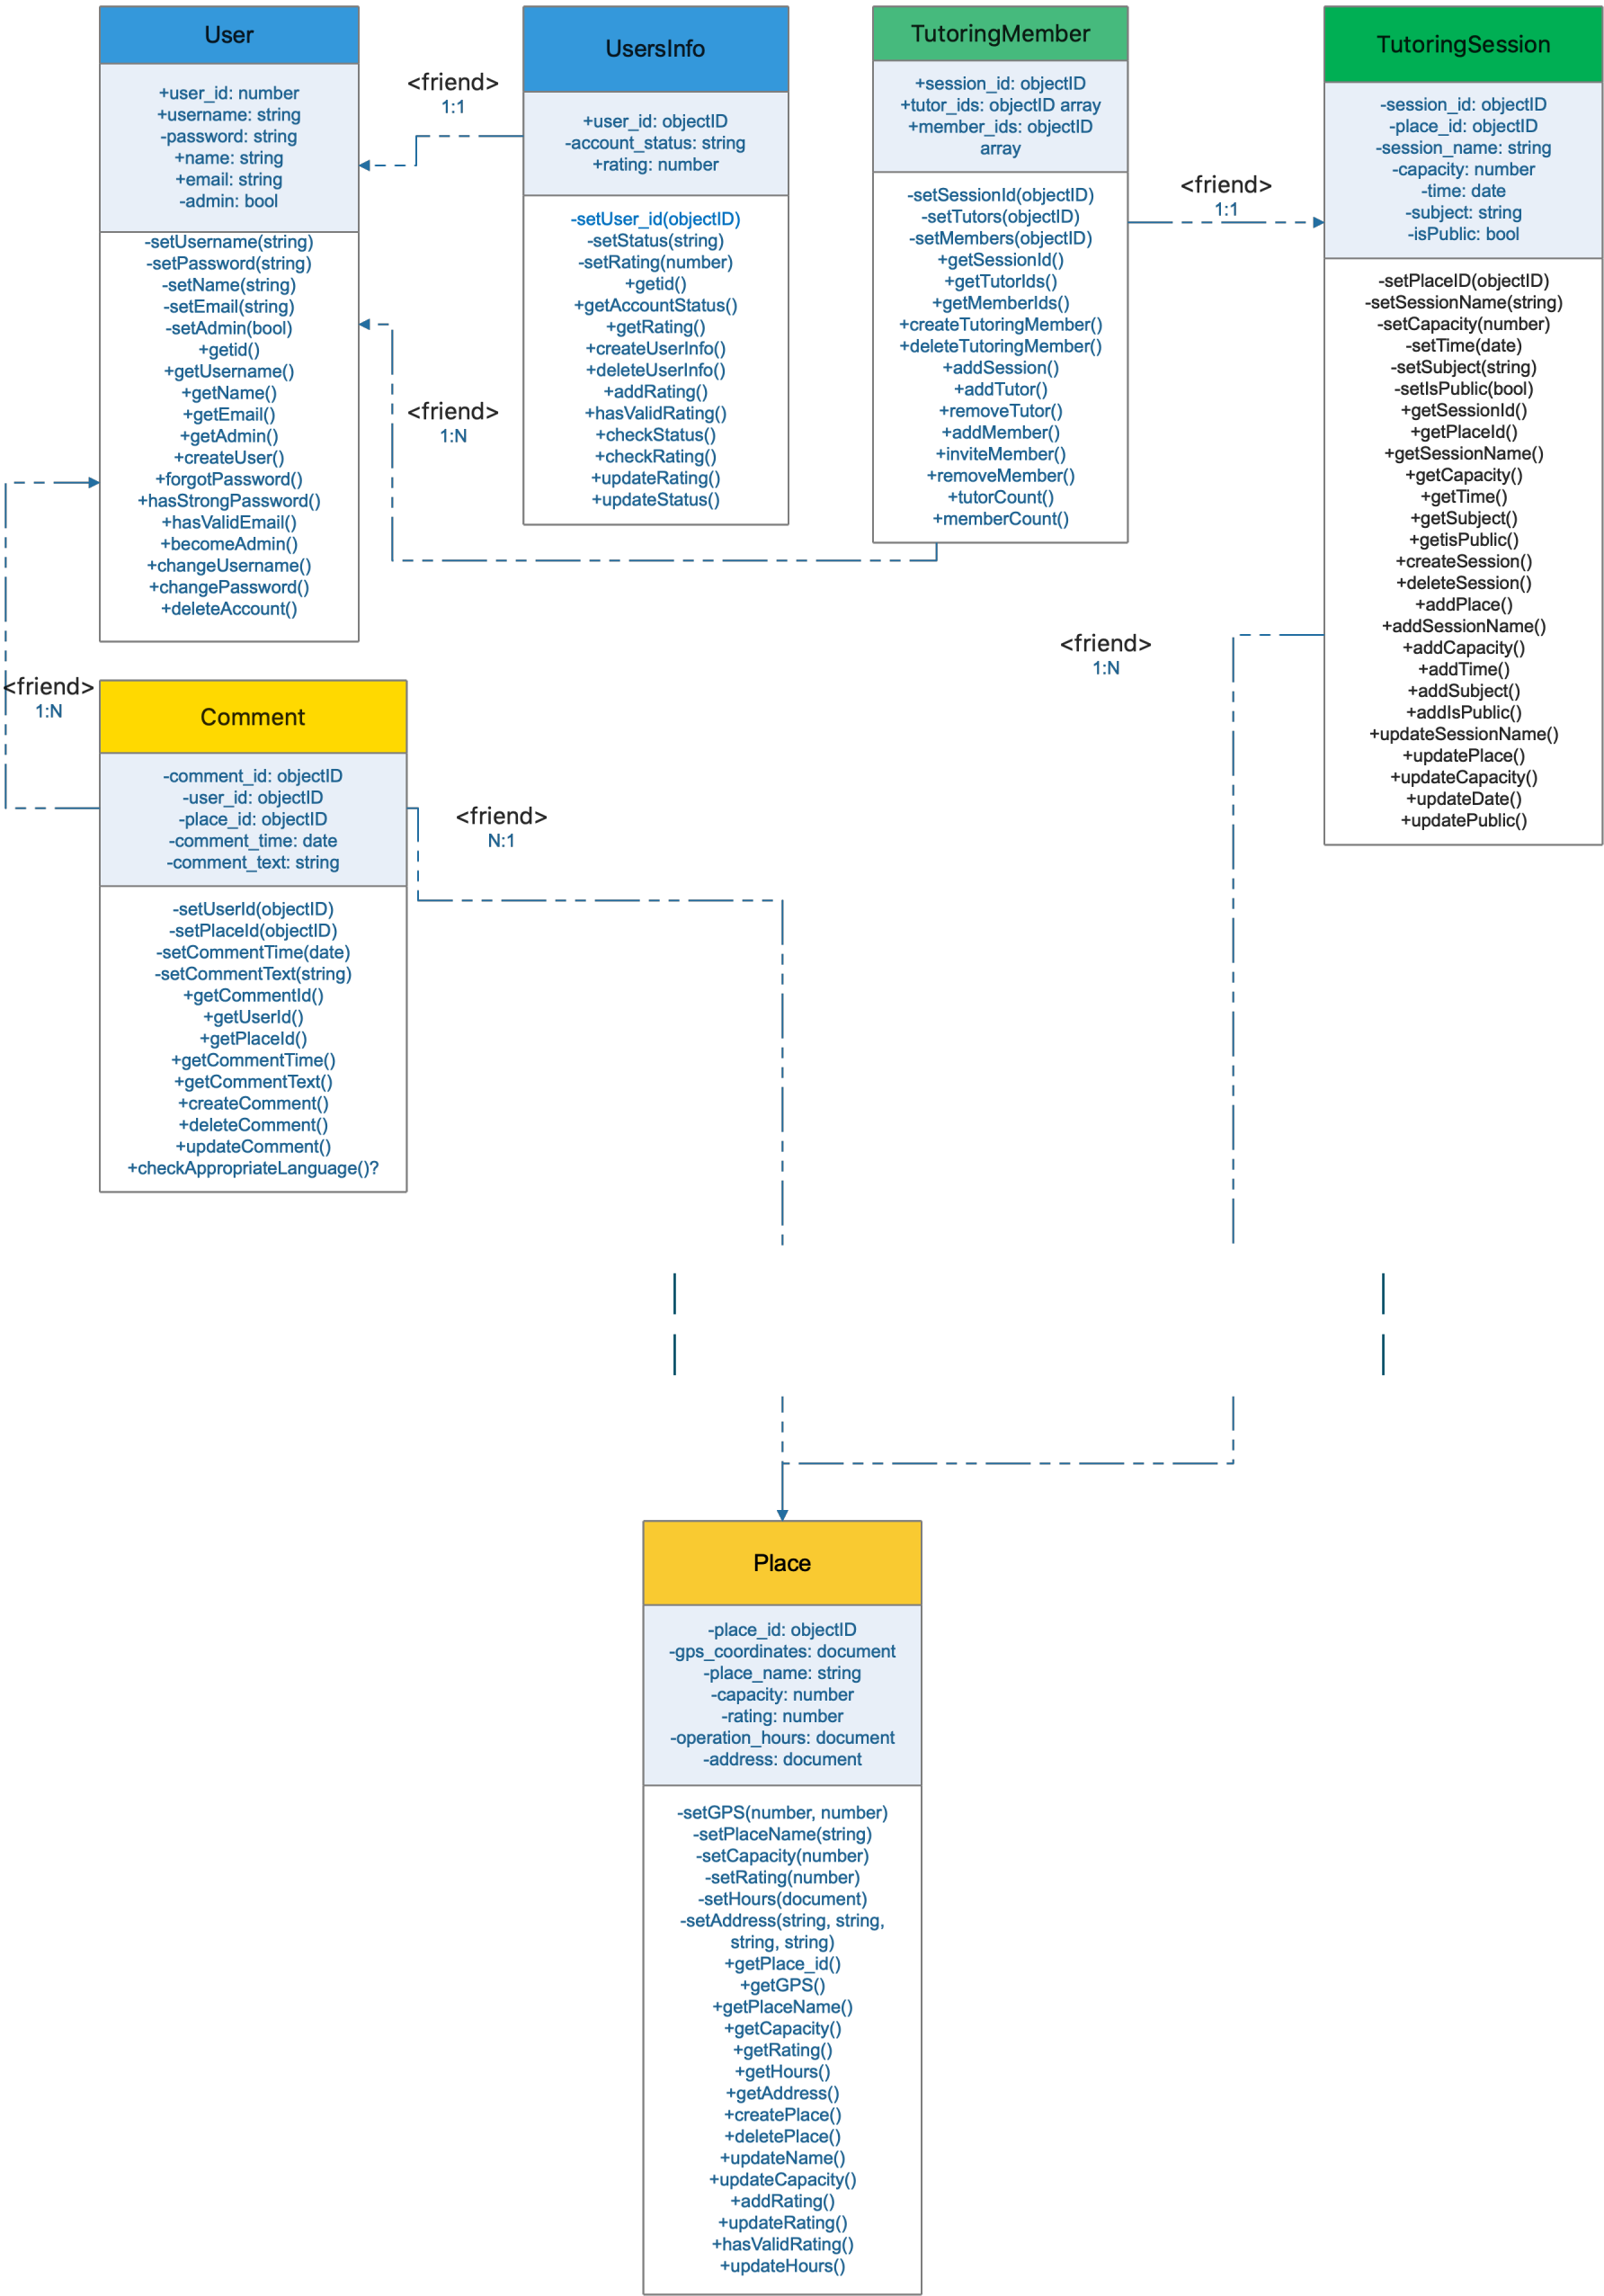 User
+user_id: number
+username: string
-password: string
+name: string
+email: string
-admin: bool
-setUsername(string)
-setPassword(string)
-setName(string)
-setEmail(string)
-setAdmin(bool)
+getid()
+getUsername()
+getName()
+getEmail()
+getAdmin()
+createUser()
+forgotPassword()
+hasStrongPassword()
+hasValidEmail()
+becomeAdmin()
+changeUsername()
+changePassword()
+deleteAccount()
<friend>
1:1
UsersInfo
+user_id: objectID
-account_status: string
+rating: number
-setUser_id(objectID)
-setStatus(string)
-setRating(number)
+getid()
+getAccountStatus()
+getRating()
+createUserInfo()
+deleteUserInfo()
+addRating()
+hasValidRating()
+checkStatus()
+checkRating()
+updateRating()
+updateStatus()
<friend>
1:N
TutoringMember
+session_id: objectID
+tutor_ids: objectID array
+member_ids: objectID
array
-setSessionId(objectID)
-setTutors(objectID)
-setMembers(objectID)
+getSessionId()
+getTutorIds()
+getMemberIds()
+createTutoringMember()
+deleteTutoringMember()
+addSession()
+addTutor()
+removeTutor()
+addMember()
+inviteMember()
+removeMember()
+tutorCount()
+memberCount()
<friend>
1:1
TutoringSession
-session_id: objectID
-place_id: objectID
-session_name: string
-capacity: number
-time: date
-subject: string
-isPublic: bool
-setPlaceID(objectID)
-setSessionName(string)
-setCapacity(number)
-setTime(date)
-setSubject(string)
-setIsPublic(bool)
+getSessionId()
+getPlaceId()
+getSessionName()
+getCapacity()
+getTime()
+getSubject()
+getisPublic()
+createSession()
+deleteSession()
+addPlace()
+addSessionName()
+addCapacity()
+addTime()
+addSubject()
+addIsPublic()
+updateSessionName()
+updatePlace()
+updateCapacity()
+updateDate()
+updatePublic()
<friend>
1:N
<friend>
1:N
Comment
-comment_id: objectID
-user_id: objectID
-place_id: objectID
-comment_time: date
-comment_text: string
-setUserId(objectID)
-setPlaceId(objectID)
-setCommentTime(date)
-setCommentText(string)
+getCommentId()
+getUserId()
+getPlaceId()
+getCommentTime()
+getCommentText()
+createComment()
+deleteComment()
+updateComment()
+checkAppropriateLanguage()?
<friend>
N:1
Place
-place_id: objectID
-gps_coordinates: document
-place_name: string
-capacity: number
-rating: number
-operation_hours: document
-address: document
-setGPS(number, number)
-setPlaceName(string)
-setCapacity(number)
-setRating(number)
-setHours(document)
-setAddress(string, string,
string, string)
+getPlace_id()
+getGPS()
+getPlaceName()
+getCapacity()
+getRating()
+getHours()
+getAddress()
+createPlace()
+deletePlace()
+updateName()
+updateCapacity()
+addRating()
+updateRating()
+hasValidRating()
+updateHours()